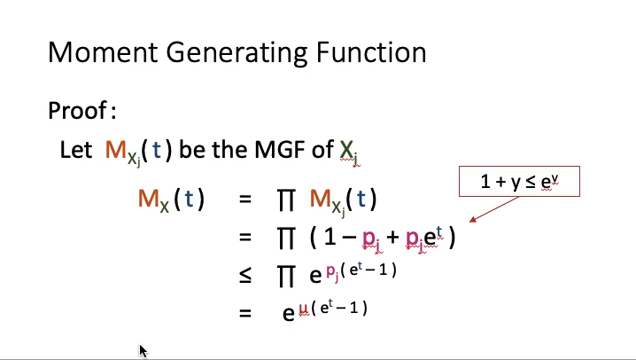 Moment Generating Function
Proof :
Let M_{X_j}(t) be the MGF of X_j
1 + y ≤ e^y
M_X(t) = ∏ M_{X_j}(t)
= ∏ (1 − p_j + p_j e^t)
≤ ∏ e^{p_j(e^t − 1)}
= e^{μ(e^t − 1)}